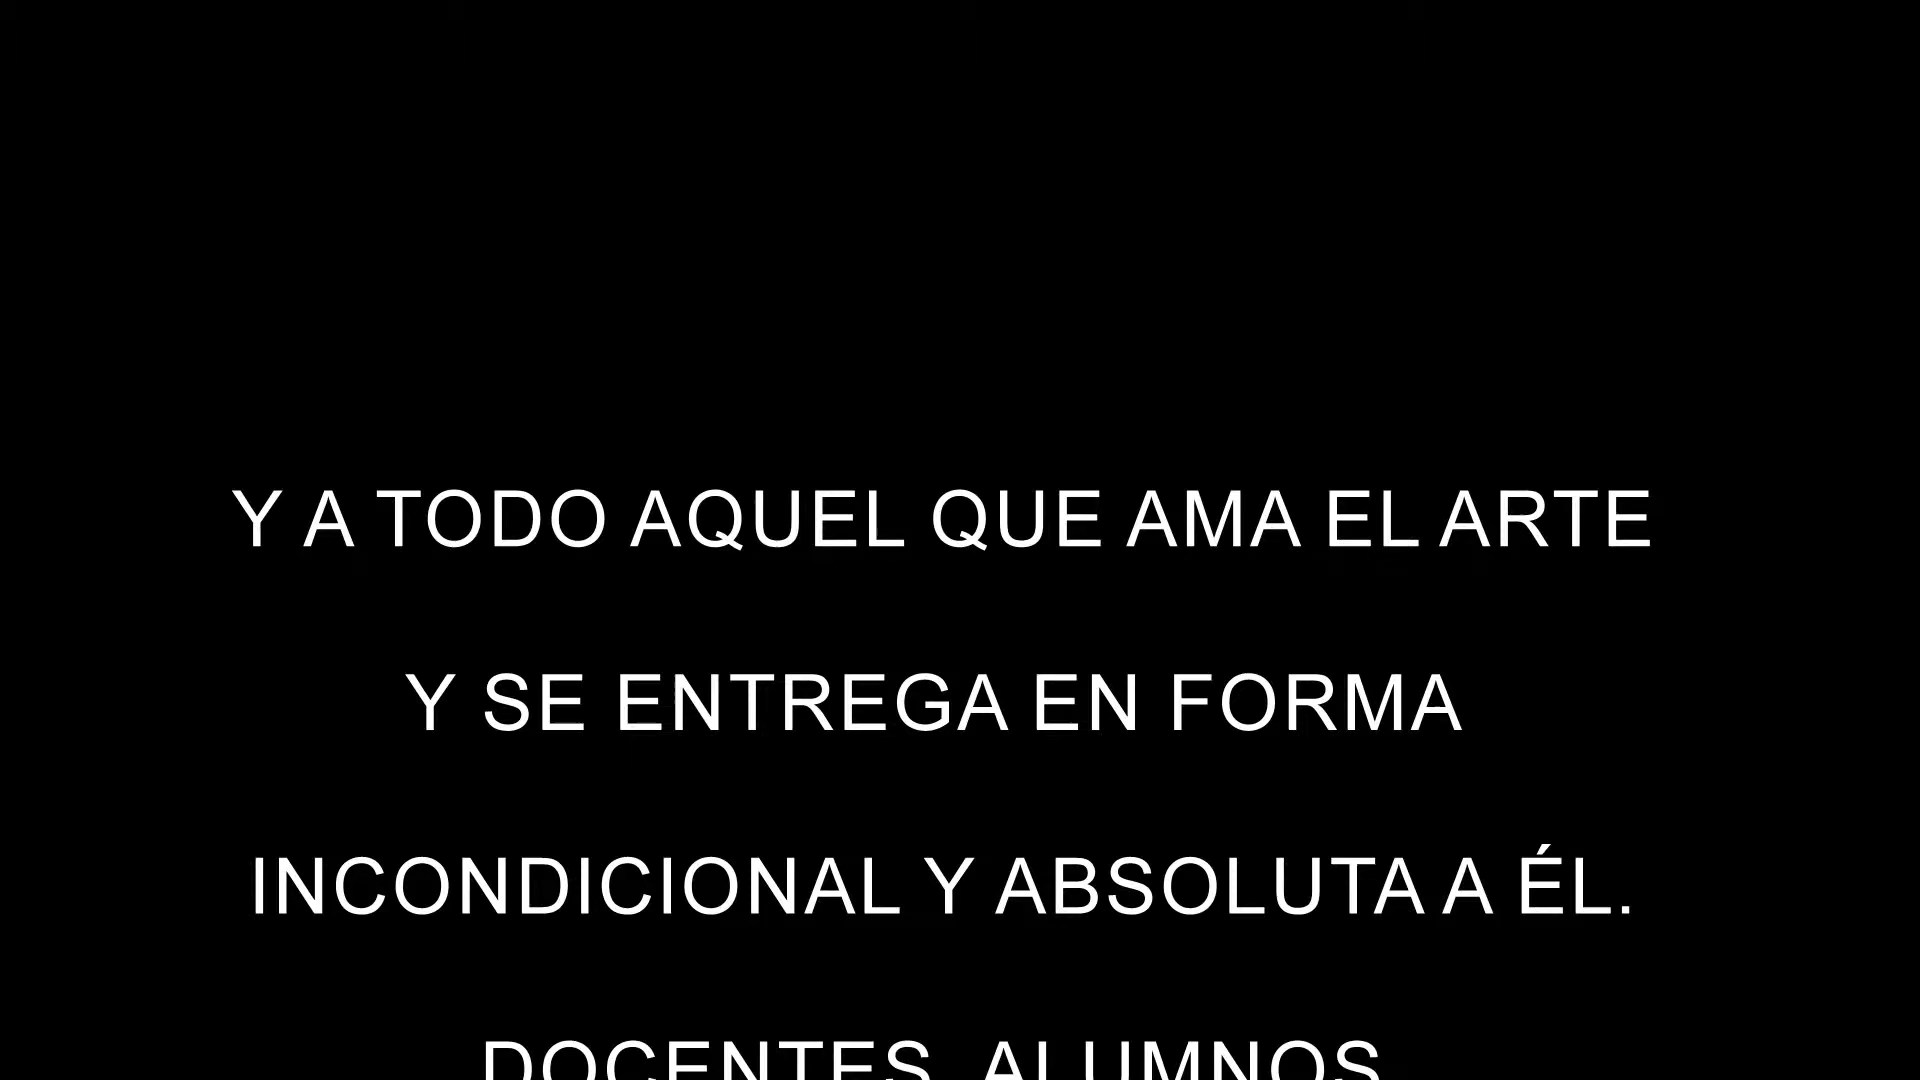 Y A TODO AQUEL QUE AMA EL ARTE
Y SE ENTREGA EN FORMA
INCONDICIONAL Y ABSOLUTA A ÉL.
DOCENTES, ALUMNOS